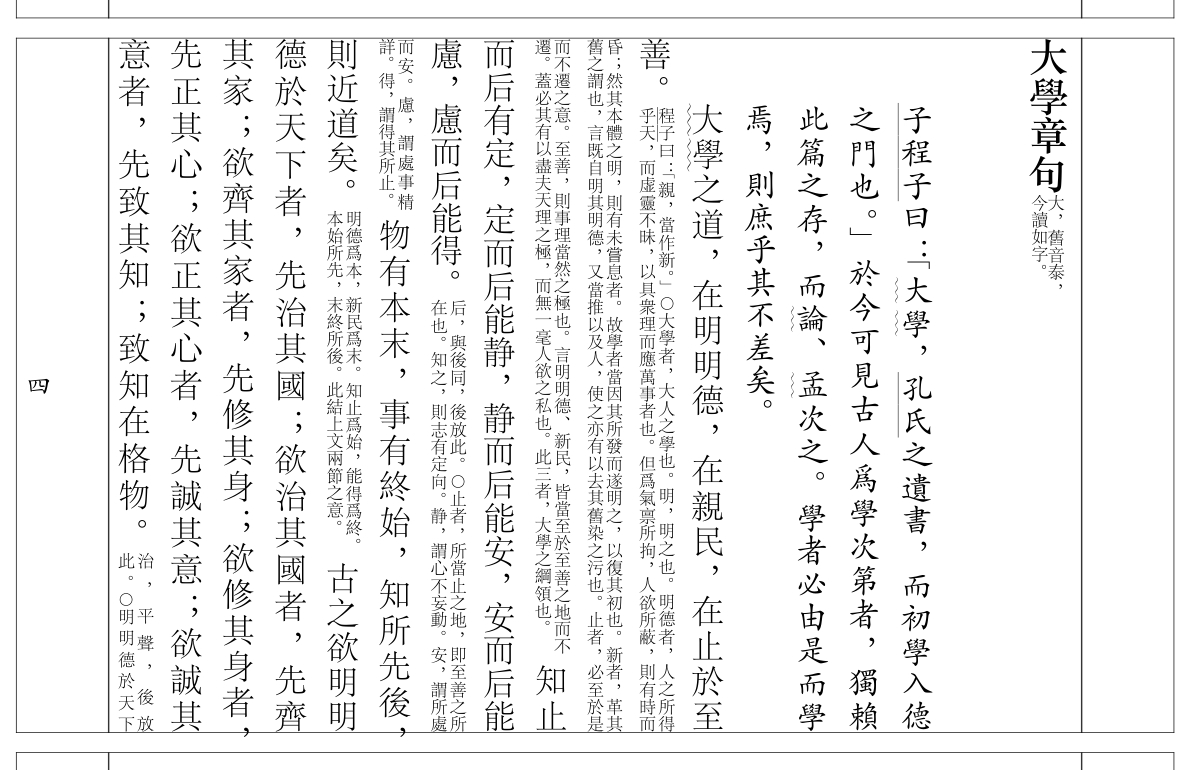 大學章句大，舊音泰，
今讀如字。
子程子曰：「大學，孔氏之遺書，而初學入德
之門也。」於今可見古人爲學次第者，獨賴
此篇之存，而論、孟次之。學者必由是而學
焉，則庶乎其不差矣。
大學之道，在明明德，在親民，在止於至
善。程子曰：「親，當作新。」○大學者，大人之學也。明，明之也。明德者，人之所得
乎天，而虛靈不昧，以具衆理而應萬事者也。但爲氣禀所拘，人欲所蔽，則有時而
昏；然其本體之明，則有未嘗息者。故學者當因其所發而遂明之，以復其初也。新者，革其
舊之謂也，言既自明其明德，又當推以及人，使之亦有以去其舊染之污也。止者，必至於是
而不遷之意。至善，則事理當然之極也。言明明德、新民，皆當至於至善之地而不
遷。蓋必其有以盡夫天理之極，而無一毫人欲之私也。此三者，大學之綱領也。知止
而后有定，定而后能静，静而后能安，安而后能
慮，慮而后能得。后，與後同，後放此。○止者，所當止之地，即至善之所
在也。知之，則志有定向。静，謂心不妄動。安，謂所處
而安。慮，謂處事精
詳。得，謂得其所止。物有本末，事有終始，知所先後，
則近道矣。明德爲本，新民爲末。知止爲始，能得爲終。
本始所先，末終所後。此結上文兩節之意。古之欲明明
德於天下者，先治其國；欲治其國者，先齊
其家；欲齊其家者，先修其身；欲修其身者，
先正其心；欲正其心者，先誠其意；欲誠其
意者，先致其知；致知在格物。治，平聲，後放
此。○明明德於天下
四